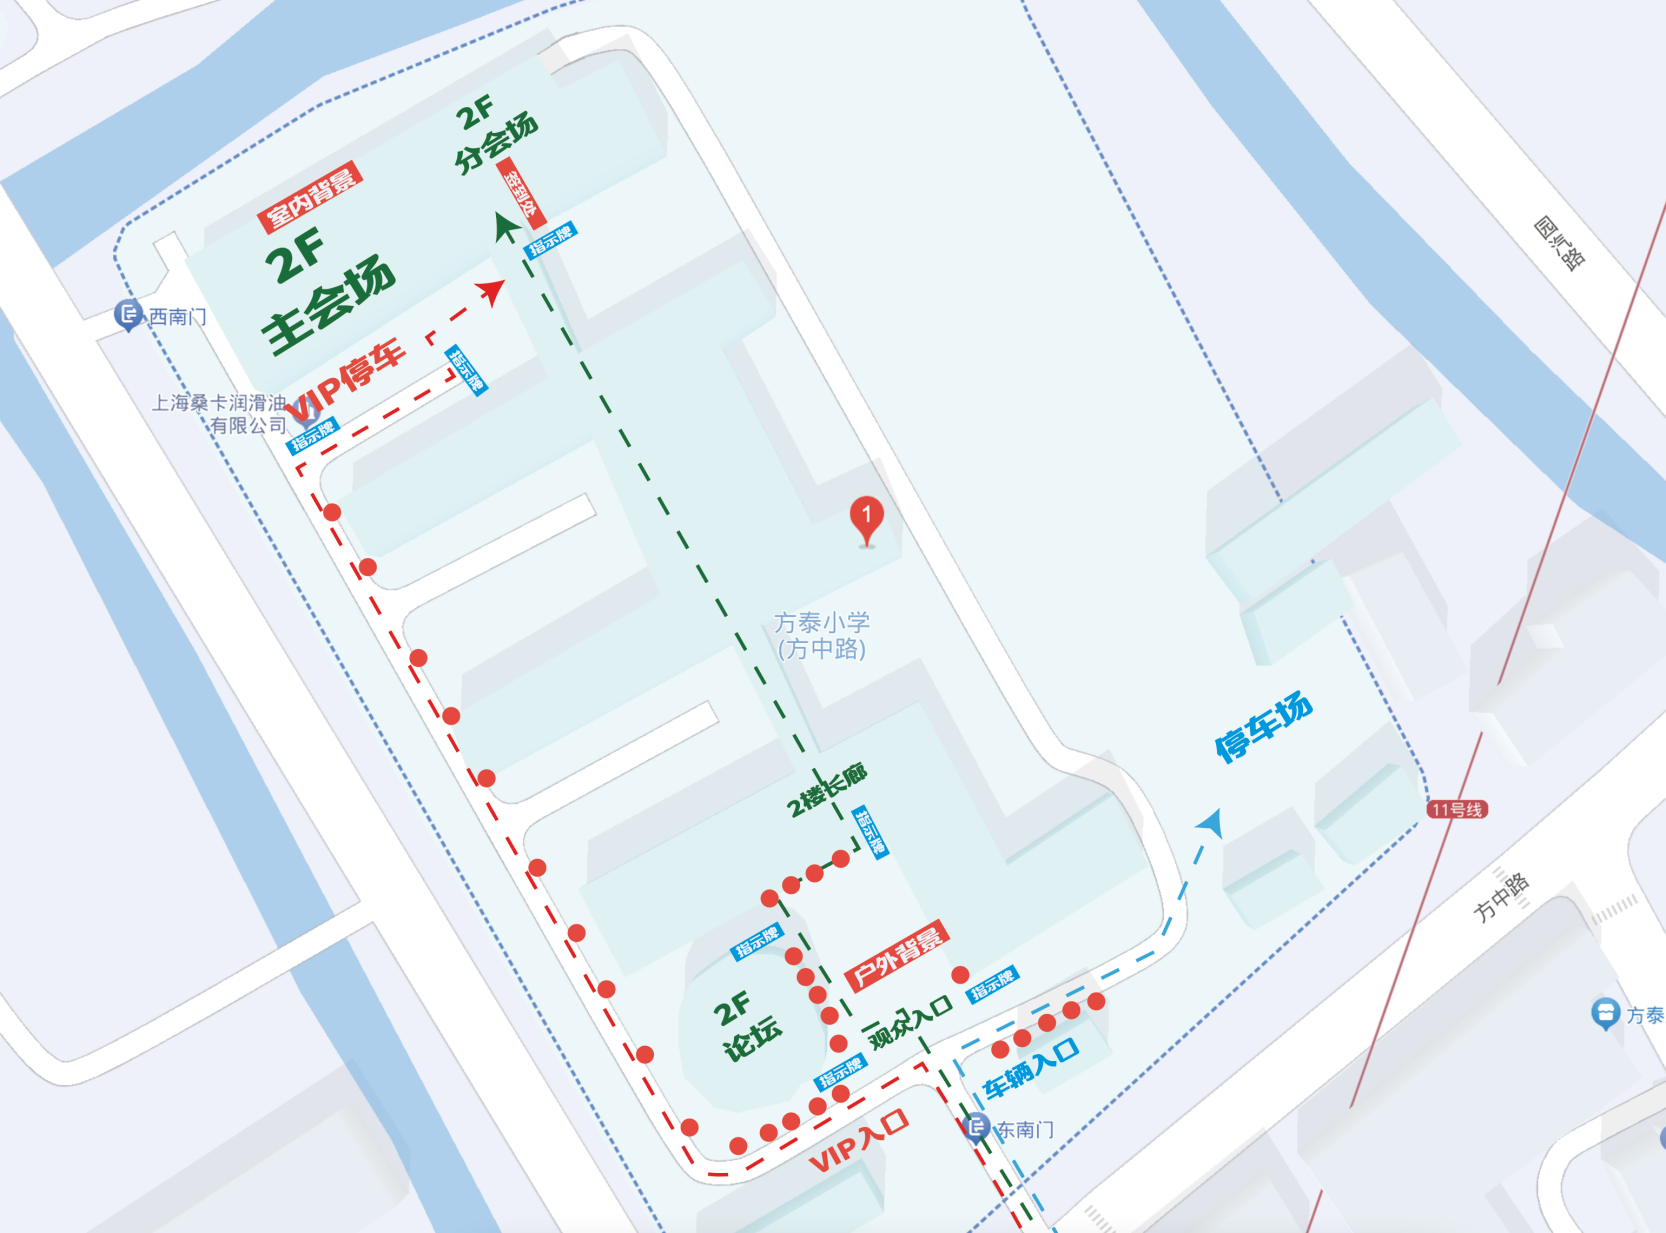 2F
分会场
签到处
指示牌
室内背景
2F
主会场
园汽路
西南门
VIP停车
指示牌
上海桑卡润滑油
有限公司
指示牌
1
方泰小学
(方中路)
停车场
2楼长廊
指示牌
11号线
方中路
指示牌
户外背景
指示牌
2F
论坛
观众入口
方泰
指示牌
车辆入口
VIP入口
东南门